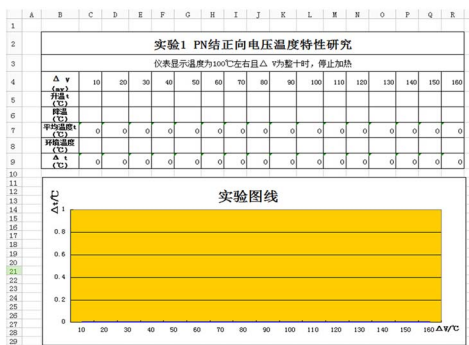 A B C D E F G H I J K L M N O P Q R
1
2 实验1 PN结正向电压温度特性研究
3 仪表显示温度为100℃左右且△ V为整十时，停止加热
4 △ V (mv) 10 20 30 40 50 60 70 80 90 100 110 120 130 140 150 160
5 升温t (℃)
6 降温 (℃)
7 平均温度t (℃) 0 0 0 0 0 0 0 0 0 0 0 0 0 0 0 0
8 环境温度 (℃)
9 △ t (℃) 0 0 0 0 0 0 0 0 0 0 0 0 0 0 0 0
10
11
12
13
14
15
16
17
18
19
20
21
22
23
24
25
26
27
28
29
实验图线
△t/℃
1
0.8
0.6
0.4
0.2
0
10 20 30 40 50 60 70 80 90 100 110 120 130 140 150 160 △V/℃